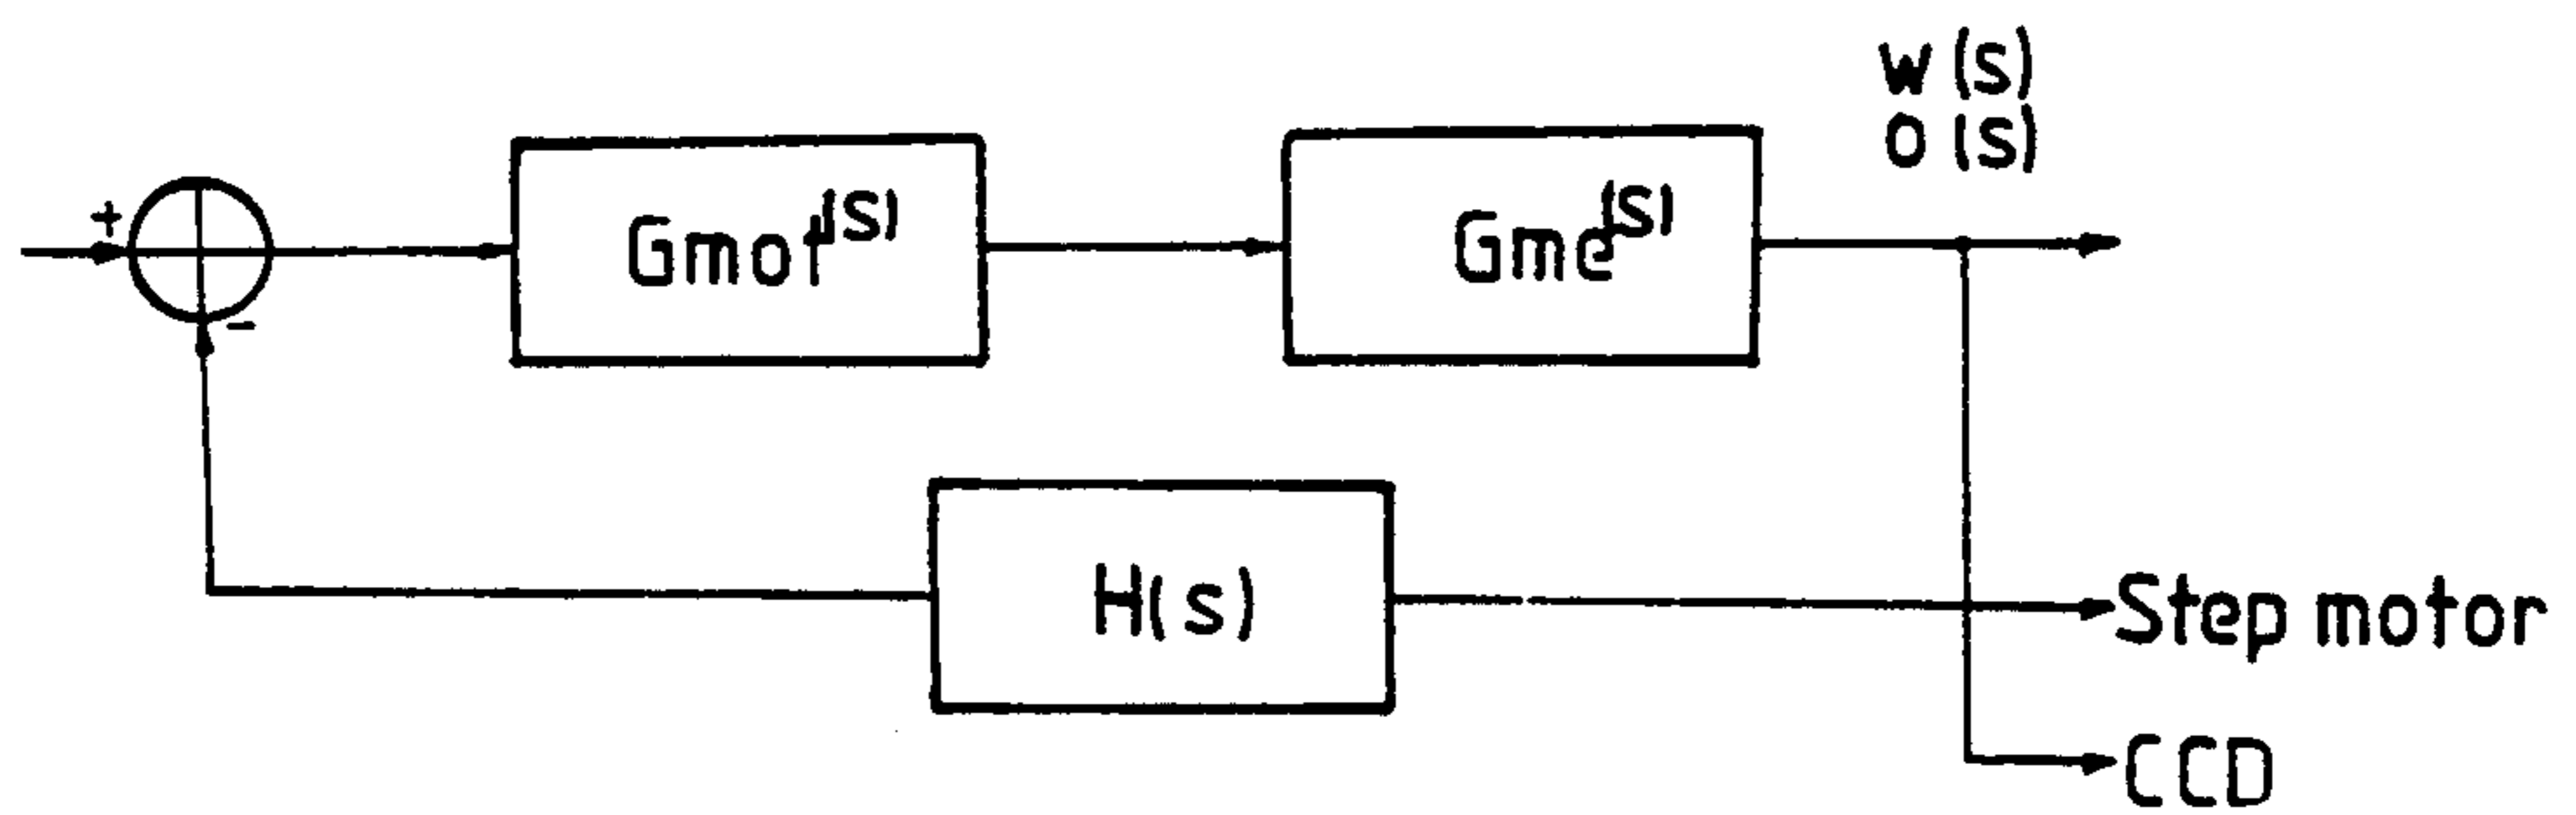 W (S)
O (S)
+
Gmot(S)
Gme(S)
-
H(s)
Step motor
CCD